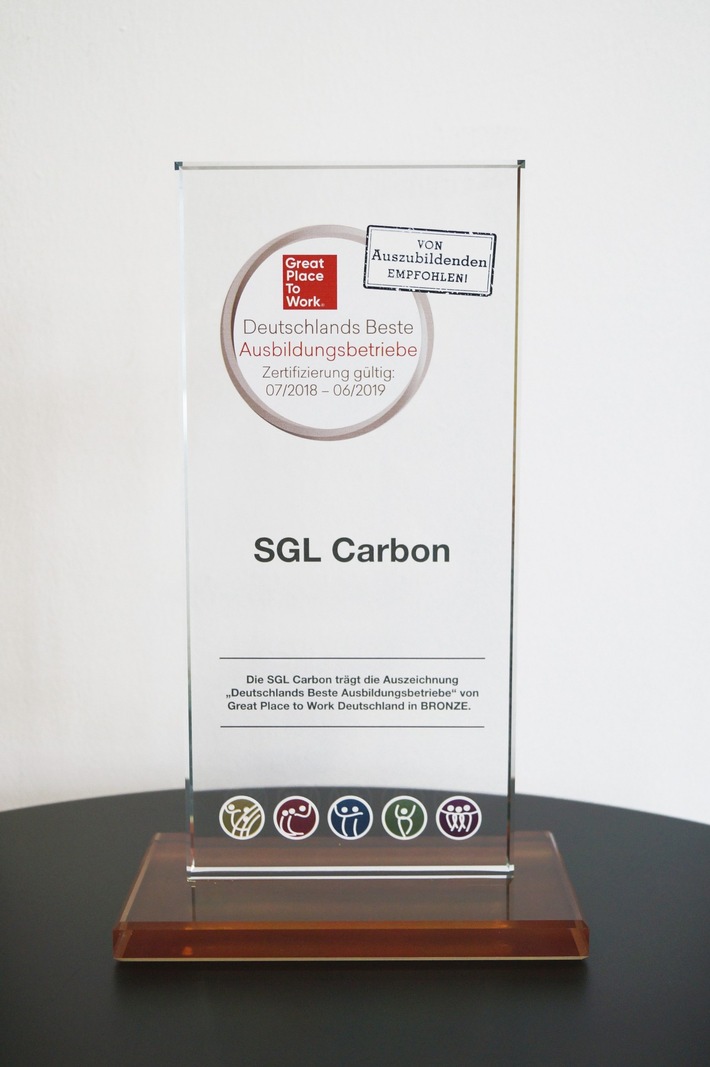 VON
Auszubildenden
EMPFOHLEN!
Great
Place
To
Work®
Deutschlands Beste
Ausbildungsbetriebe
Zertifizierung gültig:
07/2018 – 06/2019
SGL Carbon
Die SGL Carbon trägt die Auszeichnung
„Deutschlands Beste Ausbildungsbetriebe“ von
Great Place to Work Deutschland in BRONZE.